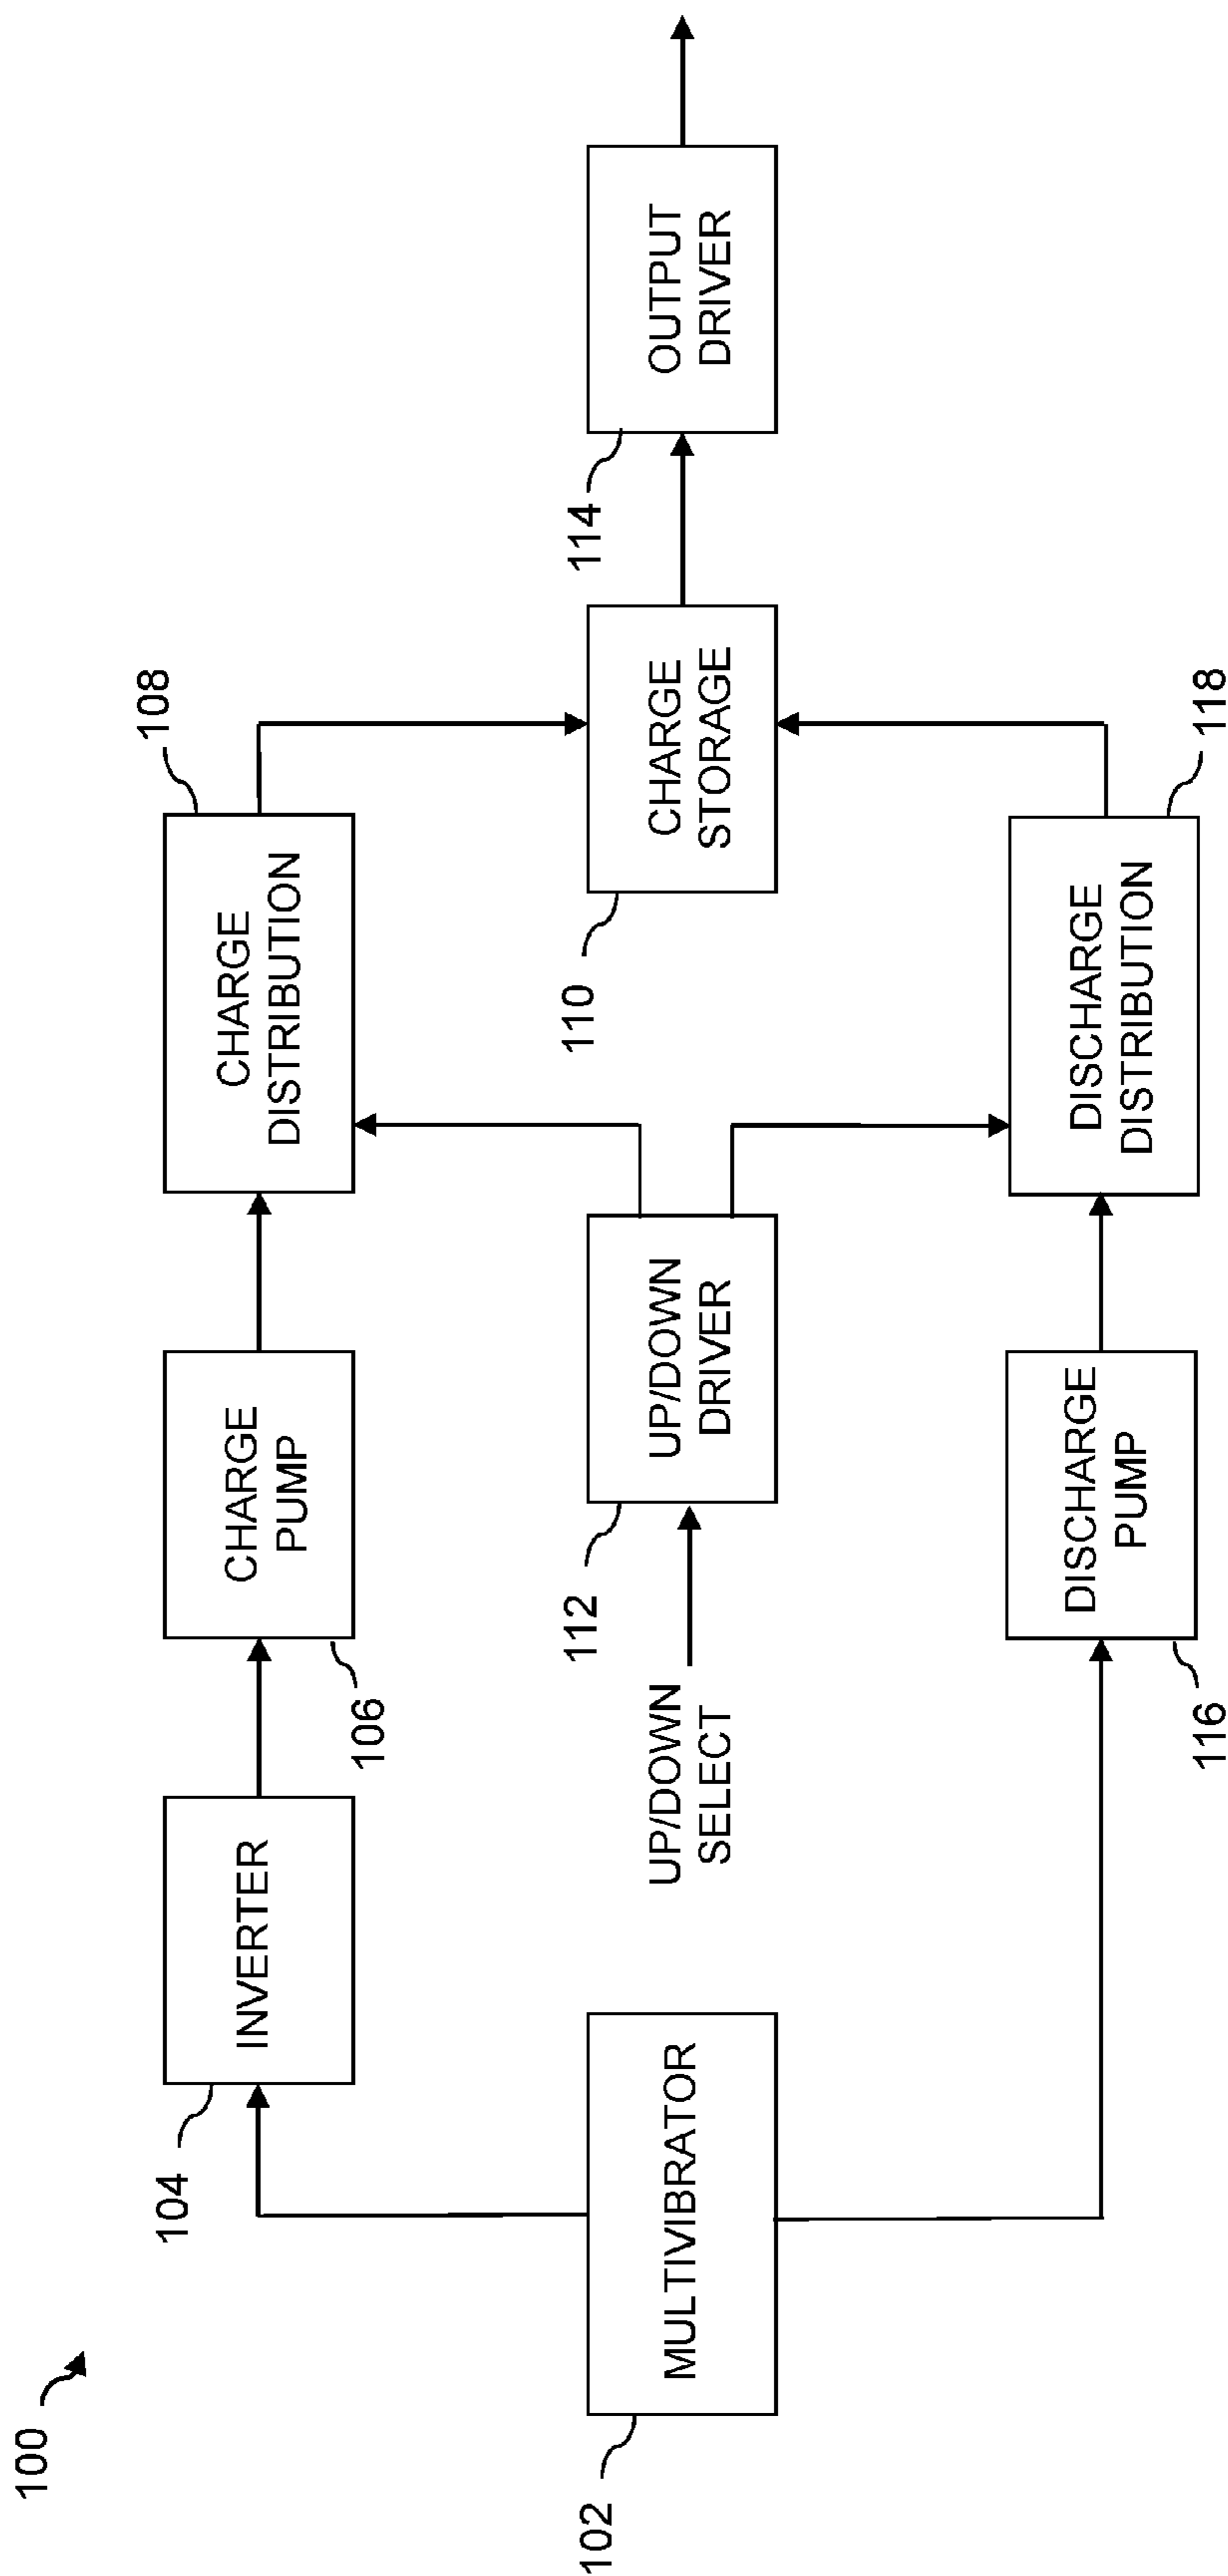 100
104
INVERTER
106
CHARGE
PUMP
108
CHARGE
DISTRIBUTION
102
MULTIVIBRATOR
UP/DOWN
SELECT
112
UP/DOWN
DRIVER
110
CHARGE
STORAGE
114
OUTPUT
DRIVER
116
DISCHARGE
PUMP
118
DISCHARGE
DISTRIBUTION